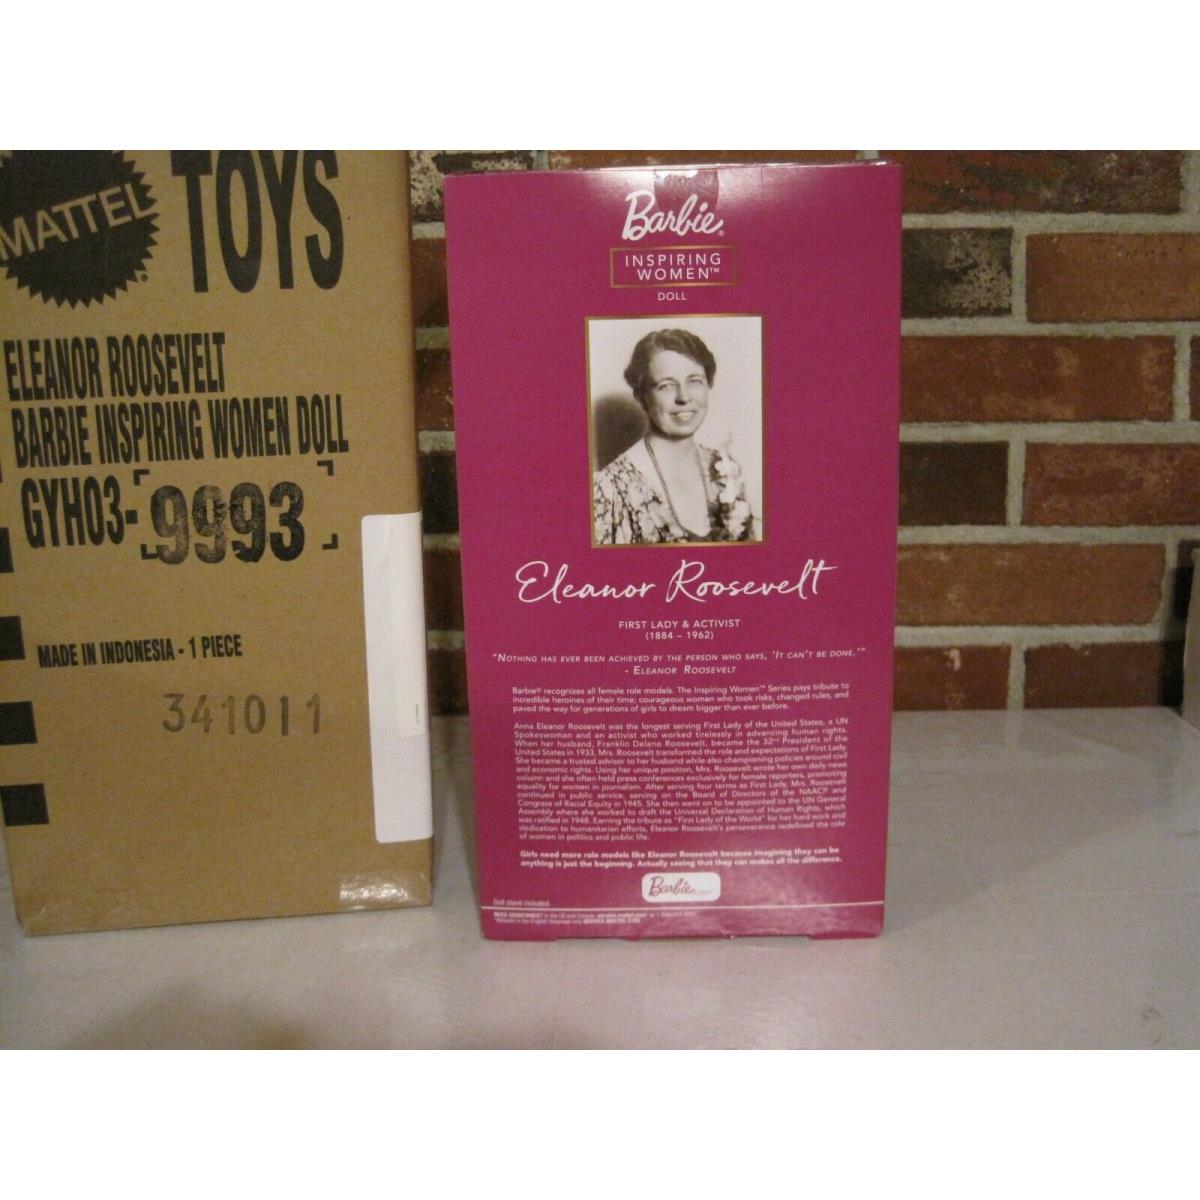 MATTEL
TOYS
ELEANOR ROOSEVELT
BARBIE INSPIRING WOMEN DOLL
GYH03-9993
MADE IN INDONESIA - 1 PIECE
341011
Barbie®
INSPIRING
WOMEN™
DOLL
Eleanor Roosevelt
FIRST LADY & ACTIVIST
(1884 – 1962)
"NOTHING HAS EVER BEEN ACHIEVED BY THE PERSON WHO SAYS, 'IT CAN'T BE DONE.'"
- ELEANOR ROOSEVELT
Barbie® recognizes all female role models. The Inspiring Women™ Series pays tribute to
incredible heroines of their time; courageous women who took risks, changed rules, and
paved the way for generations of girls to dream bigger than ever before.
Anna Eleanor Roosevelt was the longest serving First Lady of the United States, a UN
Spokeswoman and an activist who worked tirelessly in advancing human rights.
When her husband, Franklin Delano Roosevelt, became the 32nd President of the
United States in 1933, Mrs. Roosevelt transformed the role and expectations of First Lady.
She became a trusted advisor to her husband while also championing policies around civil
and economic rights. Using her unique position, Mrs. Roosevelt wrote her own daily news
column and she often held press conferences exclusively for female reporters, promoting
equality for women in journalism. After serving four terms as First Lady, Mrs. Roosevelt
continued in public service, serving on the Board of Directors of the NAACP and
Congress of Racial Equity in 1945. She then went on to be appointed to the UN General
Assembly where she worked to draft the Universal Declaration of Human Rights, which
was ratified in 1948. Earning the tribute as "First Lady of the World" for her hard work and
dedication to humanitarian efforts, Eleanor Roosevelt's perseverance redefined the role
of women in politics and public life.
Girls need more role models like Eleanor Roosevelt because imagining they can be
anything is just the beginning. Actually seeing that they can makes all the difference.
Barbie.com
Doll stand included.
NEED ASSISTANCE? In the US and Canada, service.mattel.com